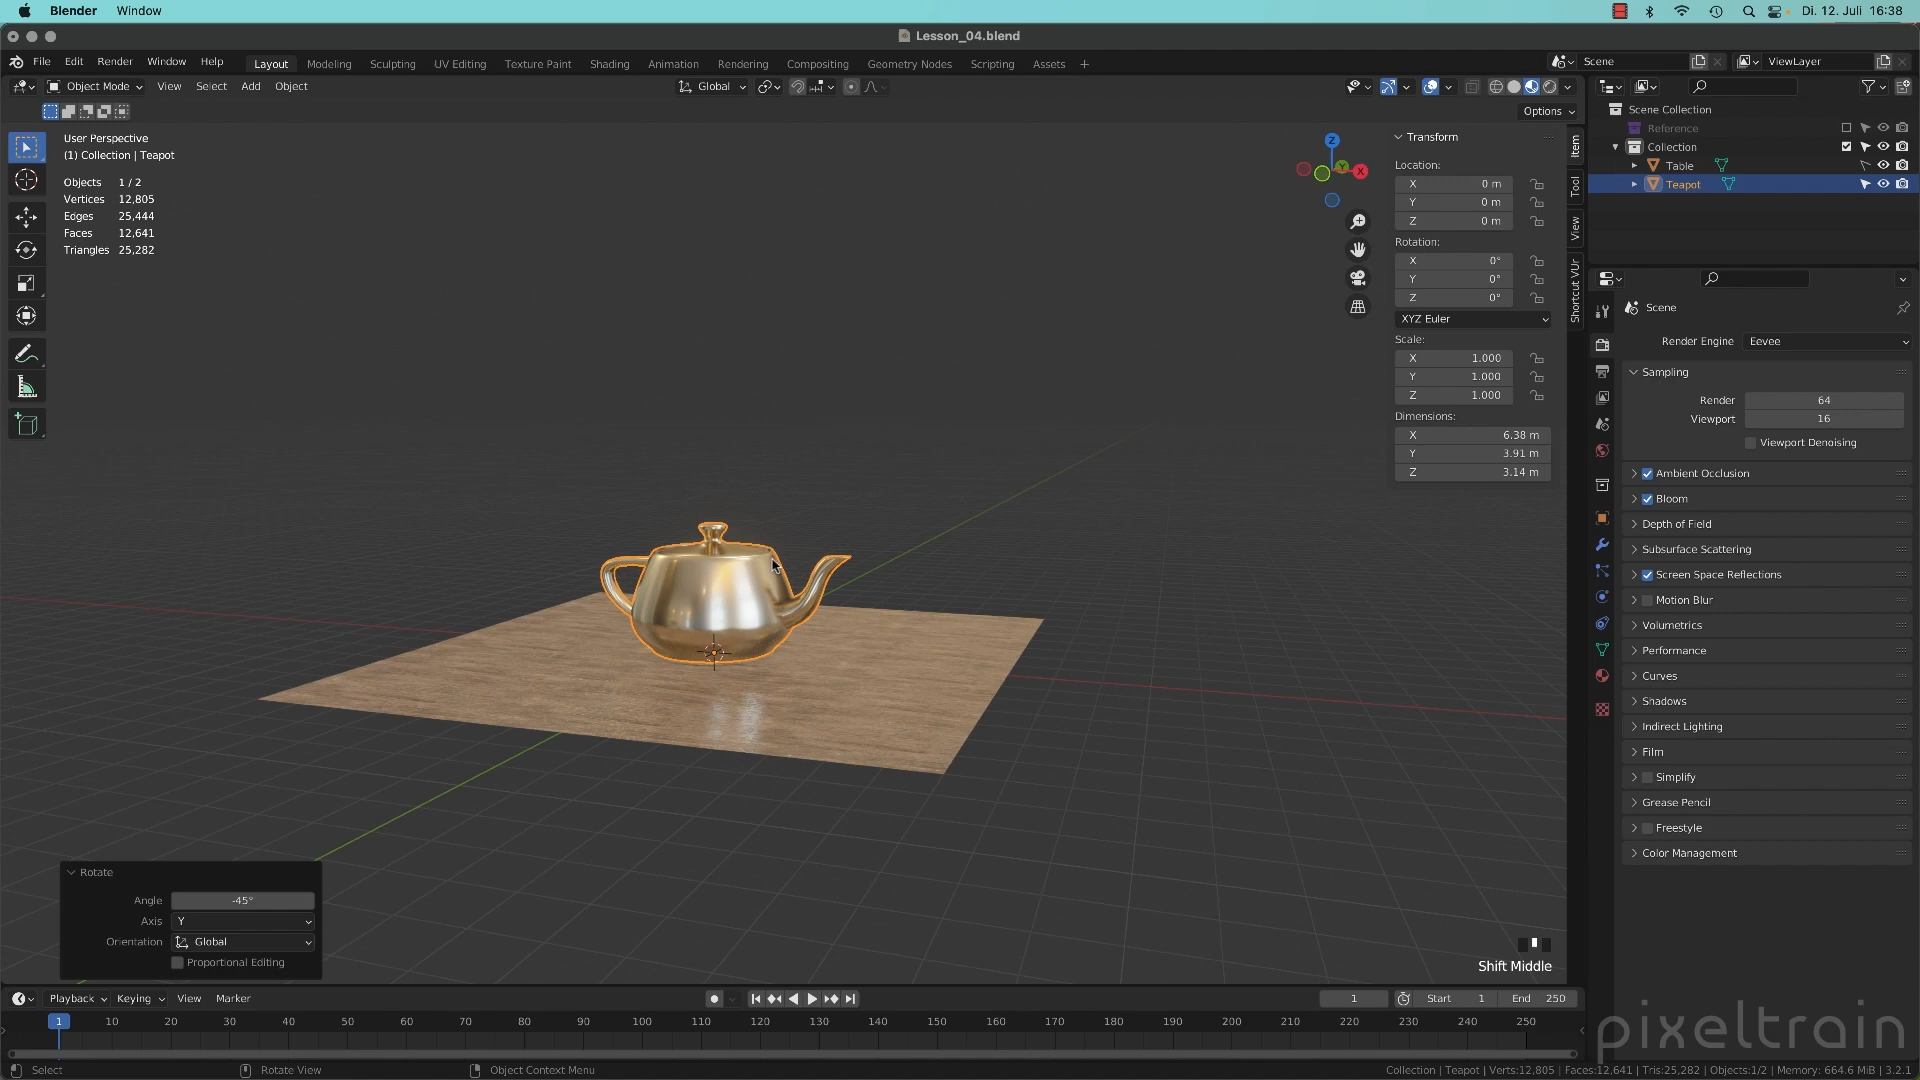 Blender Window Di. 12. Juli 16:38
Lesson_04.blend
File Edit Render Window Help Layout Modeling Sculpting UV Editing Texture Paint Shading Animation Rendering Compositing Geometry Nodes Scripting Assets + Scene ViewLayer
Object Mode View Select Add Object Global
Options
User Perspective
(1) Collection | Teapot
Objects 1 / 2
Vertices 12,805
Edges 25,444
Faces 12,641
Triangles 25,282
Z
Y
X
Transform
Location:
X 0 m
Y 0 m
Z 0 m
Rotation:
X 0°
Y 0°
Z 0°
XYZ Euler
Scale:
X 1.000
Y 1.000
Z 1.000
Dimensions:
X 6.38 m
Y 3.91 m
Z 3.14 m
Item
Tool
View
Shortcut VUr
Scene Collection
Reference
Collection
Table
Teapot
Scene
Render Engine Eevee
Sampling
Render 64
Viewport 16
Viewport Denoising
Ambient Occlusion
Bloom
Depth of Field
Subsurface Scattering
Screen Space Reflections
Motion Blur
Volumetrics
Performance
Curves
Shadows
Indirect Lighting
Film
Simplify
Grease Pencil
Freestyle
Color Management
Rotate
Angle -45°
Axis Y
Orientation Global
Proportional Editing
Shift Middle
Playback Keying View Marker 1 Start 1 End 250
1 10 20 30 40 50 60 70 80 90 100 110 120 130 140 150 160 170 180 190 200 210 220 230 240 250
pixeltrain
Select Rotate View Object Context Menu Collection | Teapot | Verts:12,805 | Faces:12,641 | Tris:25,282 | Objects:1/2 | Memory: 664.6 MiB | 3.2.1